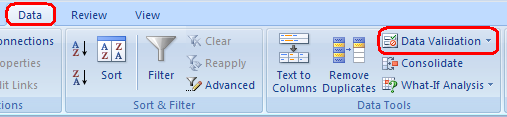 Data Review View
onnections
Sort
Filter
Clear
Reapply
Advanced
Text to
Columns
Remove
Duplicates
Data Validation
Consolidate
What-If Analysis
operties
dit Links
ions
Sort & Filter
Data Tools